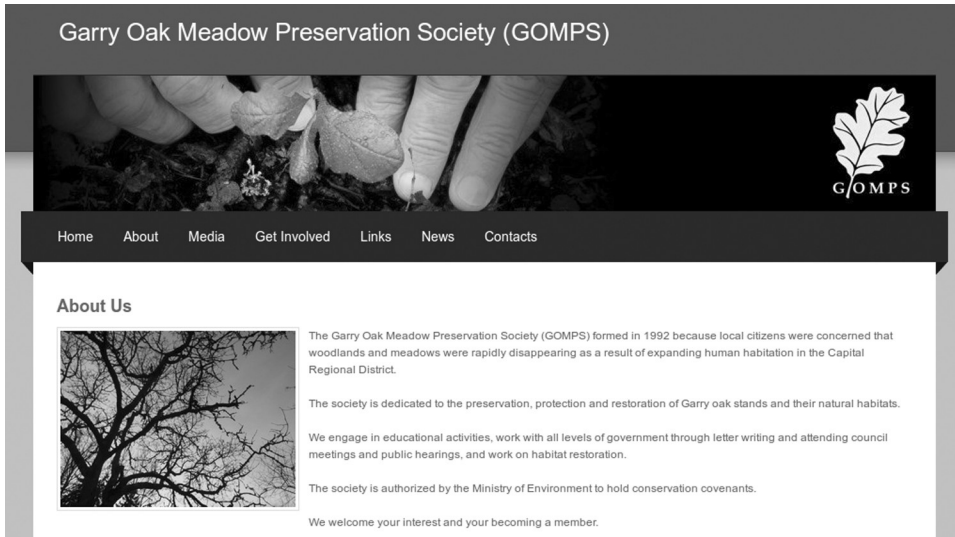 Garry Oak Meadow Preservation Society (GOMPS)
GOMPS
Home About Media Get Involved Links News Contacts
About Us
The Garry Oak Meadow Preservation Society (GOMPS) formed in 1992 because local citizens were concerned that
woodlands and meadows were rapidly disappearing as a result of expanding human habitation in the Capital
Regional District.
The society is dedicated to the preservation, protection and restoration of Garry oak stands and their natural habitats.
We engage in educational activities, work with all levels of government through letter writing and attending council
meetings and public hearings, and work on habitat restoration.
The society is authorized by the Ministry of Environment to hold conservation covenants.
We welcome your interest and your becoming a member.